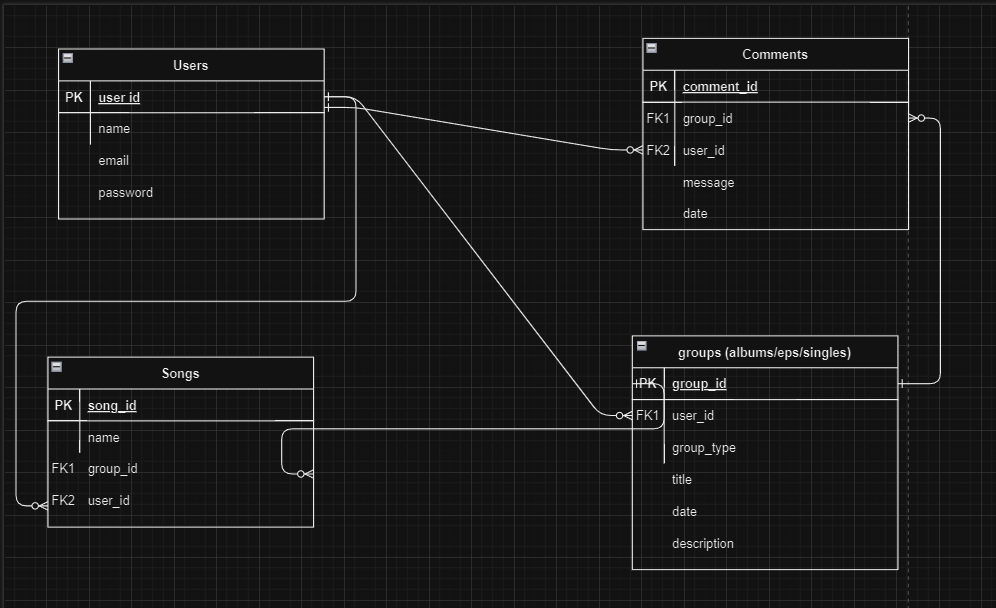 Users
PK user id
name
email
password
Comments
PK comment_id
FK1 group_id
FK2 user_id
message
date
Songs
PK song_id
name
FK1 group_id
FK2 user_id
groups (albums/eps/singles)
PK group_id
FK1 user_id
group_type
title
date
description